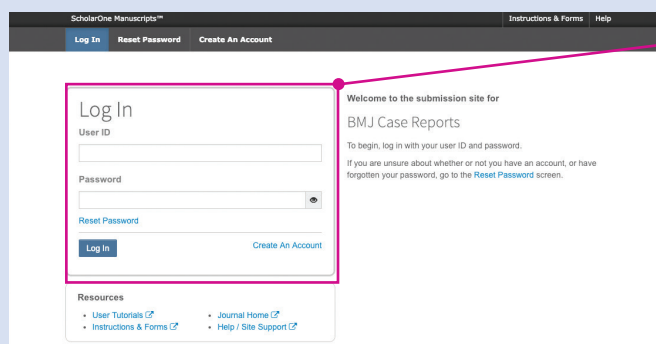 ScholarOne Manuscripts™
Instructions & Forms Help
Log In Reset Password Create An Account
Log In
User ID
Password
Reset Password
Log In
Create An Account
Resources
User Tutorials
Instructions & Forms
Journal Home
Help / Site Support
Welcome to the submission site for
BMJ Case Reports
To begin, log in with your user ID and password.
If you are unsure about whether or not you have an account, or have
forgotten your password, go to the Reset Password screen.